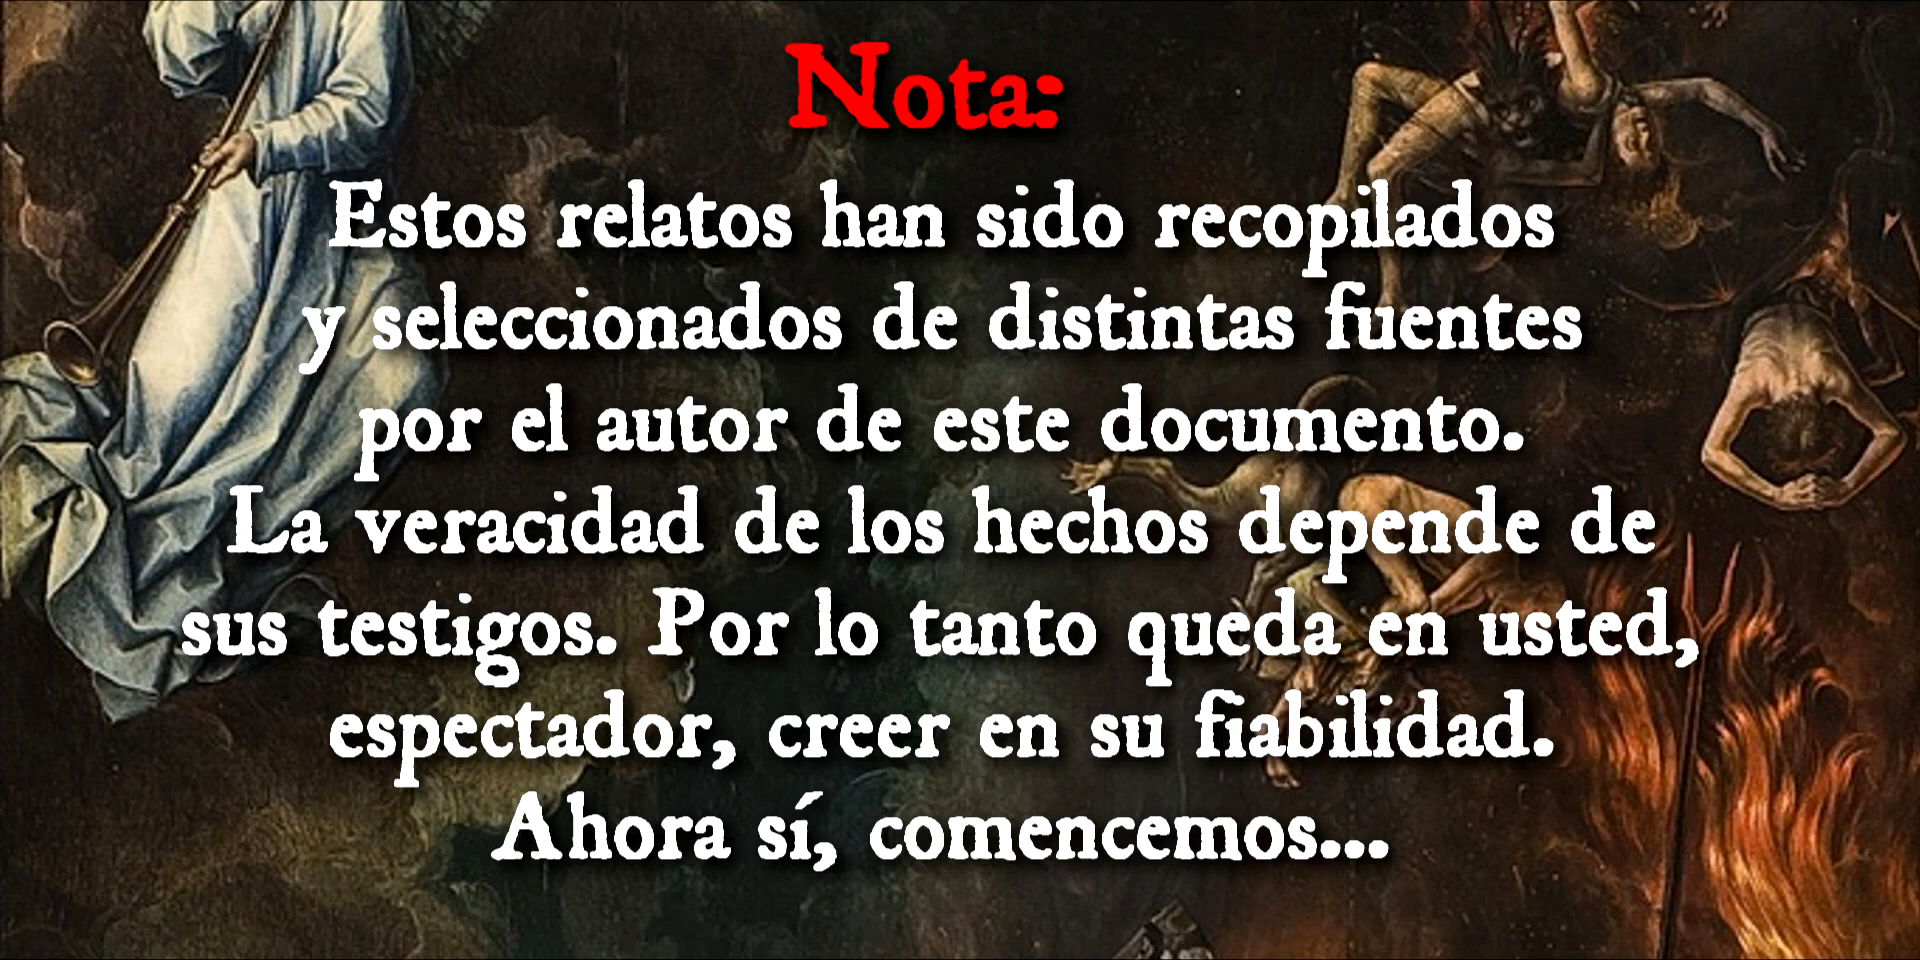 Nota:
Estos relatos han sido recopilados
y seleccionados de distintas fuentes
por el autor de este documento.
La veracidad de los hechos depende de
sus testigos. Por lo tanto queda en usted,
espectador, creer en su fiabilidad.
Ahora sí, comencemos...